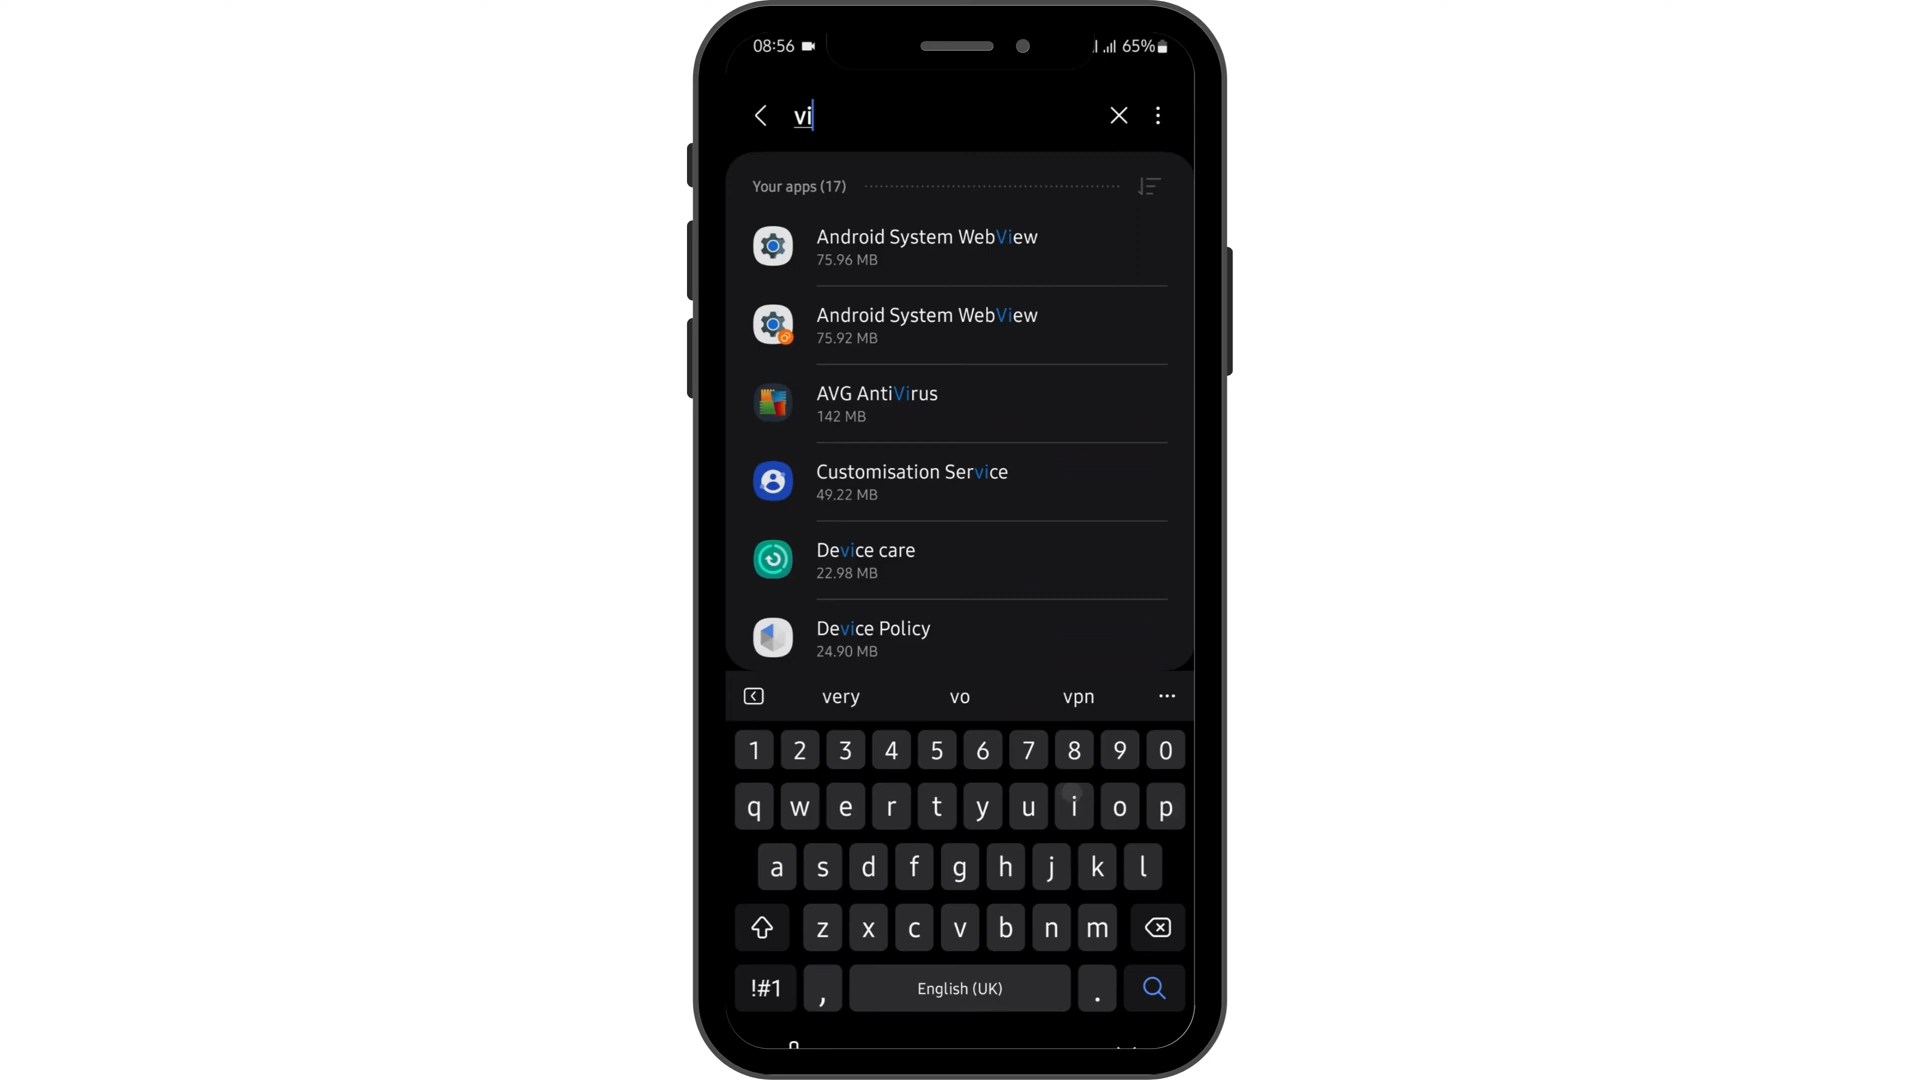 08:56
65%
vi
Your apps (17)
Android System WebView
75.96 MB
Android System WebView
75.92 MB
AVG AntiVirus
142 MB
Customisation Service
49.22 MB
Device care
22.98 MB
Device Policy
24.90 MB
very vo vpn
1 2 3 4 5 6 7 8 9 0
q w e r t y u i o p
a s d f g h j k l
z x c v b n m
!#1 , English (UK) .